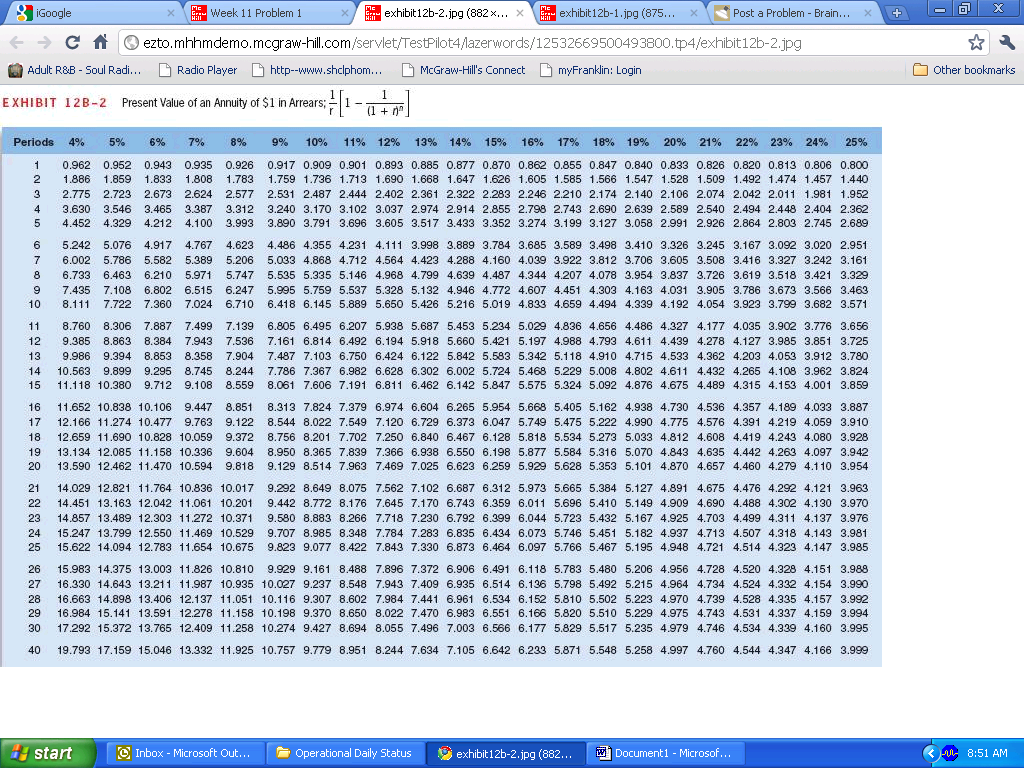 iGoogle
Week 11 Problem 1
exhibit12b-2.jpg (882×...
exhibit12b-1.jpg (875...
Post a Problem - Brain...
ezto.mhhmdemo.mcgraw-hill.com/servlet/TestPilot4/lazerwords/12532669500493800.tp4/exhibit12b-2.jpg
Adult R&B - Soul Radi... Radio Player http--www.shclphom... McGraw-Hill's Connect myFranklin: Login Other bookmarks
EXHIBIT 12B-2 Present Value of an Annuity of $1 in Arrears; 1/r [1 − 1/(1 + r)ⁿ]
Periods 4% 5% 6% 7% 8% 9% 10% 11% 12% 13% 14% 15% 16% 17% 18% 19% 20% 21% 22% 23% 24% 25%
1 0.962 0.952 0.943 0.935 0.926 0.917 0.909 0.901 0.893 0.885 0.877 0.870 0.862 0.855 0.847 0.840 0.833 0.826 0.820 0.813 0.806 0.800
2 1.886 1.859 1.833 1.808 1.783 1.759 1.736 1.713 1.690 1.668 1.647 1.626 1.605 1.585 1.566 1.547 1.528 1.509 1.492 1.474 1.457 1.440
3 2.775 2.723 2.673 2.624 2.577 2.531 2.487 2.444 2.402 2.361 2.322 2.283 2.246 2.210 2.174 2.140 2.106 2.074 2.042 2.011 1.981 1.952
4 3.630 3.546 3.465 3.387 3.312 3.240 3.170 3.102 3.037 2.974 2.914 2.855 2.798 2.743 2.690 2.639 2.589 2.540 2.494 2.448 2.404 2.362
5 4.452 4.329 4.212 4.100 3.993 3.890 3.791 3.696 3.605 3.517 3.433 3.352 3.274 3.199 3.127 3.058 2.991 2.926 2.864 2.803 2.745 2.689
6 5.242 5.076 4.917 4.767 4.623 4.486 4.355 4.231 4.111 3.998 3.889 3.784 3.685 3.589 3.498 3.410 3.326 3.245 3.167 3.092 3.020 2.951
7 6.002 5.786 5.582 5.389 5.206 5.033 4.868 4.712 4.564 4.423 4.288 4.160 4.039 3.922 3.812 3.706 3.605 3.508 3.416 3.327 3.242 3.161
8 6.733 6.463 6.210 5.971 5.747 5.535 5.335 5.146 4.968 4.799 4.639 4.487 4.344 4.207 4.078 3.954 3.837 3.726 3.619 3.518 3.421 3.329
9 7.435 7.108 6.802 6.515 6.247 5.995 5.759 5.537 5.328 5.132 4.946 4.772 4.607 4.451 4.303 4.163 4.031 3.905 3.786 3.673 3.566 3.463
10 8.111 7.722 7.360 7.024 6.710 6.418 6.145 5.889 5.650 5.426 5.216 5.019 4.833 4.659 4.494 4.339 4.192 4.054 3.923 3.799 3.682 3.571
11 8.760 8.306 7.887 7.499 7.139 6.805 6.495 6.207 5.938 5.687 5.453 5.234 5.029 4.836 4.656 4.486 4.327 4.177 4.035 3.902 3.776 3.656
12 9.385 8.863 8.384 7.943 7.536 7.161 6.814 6.492 6.194 5.918 5.660 5.421 5.197 4.988 4.793 4.611 4.439 4.278 4.127 3.985 3.851 3.725
13 9.986 9.394 8.853 8.358 7.904 7.487 7.103 6.750 6.424 6.122 5.842 5.583 5.342 5.118 4.910 4.715 4.533 4.362 4.203 4.053 3.912 3.780
14 10.563 9.899 9.295 8.745 8.244 7.786 7.367 6.982 6.628 6.302 6.002 5.724 5.468 5.229 5.008 4.802 4.611 4.432 4.265 4.108 3.962 3.824
15 11.118 10.380 9.712 9.108 8.559 8.061 7.606 7.191 6.811 6.462 6.142 5.847 5.575 5.324 5.092 4.876 4.675 4.489 4.315 4.153 4.001 3.859
16 11.652 10.838 10.106 9.447 8.851 8.313 7.824 7.379 6.974 6.604 6.265 5.954 5.668 5.405 5.162 4.938 4.730 4.536 4.357 4.189 4.033 3.887
17 12.166 11.274 10.477 9.763 9.122 8.544 8.022 7.549 7.120 6.729 6.373 6.047 5.749 5.475 5.222 4.990 4.775 4.576 4.391 4.219 4.059 3.910
18 12.659 11.690 10.828 10.059 9.372 8.756 8.201 7.702 7.250 6.840 6.467 6.128 5.818 5.534 5.273 5.033 4.812 4.608 4.419 4.243 4.080 3.928
19 13.134 12.085 11.158 10.336 9.604 8.950 8.365 7.839 7.366 6.938 6.550 6.198 5.877 5.584 5.316 5.070 4.843 4.635 4.442 4.263 4.097 3.942
20 13.590 12.462 11.470 10.594 9.818 9.129 8.514 7.963 7.469 7.025 6.623 6.259 5.929 5.628 5.353 5.101 4.870 4.657 4.460 4.279 4.110 3.954
21 14.029 12.821 11.764 10.836 10.017 9.292 8.649 8.075 7.562 7.102 6.687 6.312 5.973 5.665 5.384 5.127 4.891 4.675 4.476 4.292 4.121 3.963
22 14.451 13.163 12.042 11.061 10.201 9.442 8.772 8.176 7.645 7.170 6.743 6.359 6.011 5.696 5.410 5.149 4.909 4.690 4.488 4.302 4.130 3.970
23 14.857 13.489 12.303 11.272 10.371 9.580 8.883 8.266 7.718 7.230 6.792 6.399 6.044 5.723 5.432 5.167 4.925 4.703 4.499 4.311 4.137 3.976
24 15.247 13.799 12.550 11.469 10.529 9.707 8.985 8.348 7.784 7.283 6.835 6.434 6.073 5.746 5.451 5.182 4.937 4.713 4.507 4.318 4.143 3.981
25 15.622 14.094 12.783 11.654 10.675 9.823 9.077 8.422 7.843 7.330 6.873 6.464 6.097 5.766 5.467 5.195 4.948 4.721 4.514 4.323 4.147 3.985
26 15.983 14.375 13.003 11.826 10.810 9.929 9.161 8.488 7.896 7.372 6.906 6.491 6.118 5.783 5.480 5.206 4.956 4.728 4.520 4.328 4.151 3.988
27 16.330 14.643 13.211 11.987 10.935 10.027 9.237 8.548 7.943 7.409 6.935 6.514 6.136 5.798 5.492 5.215 4.964 4.734 4.524 4.332 4.154 3.990
28 16.663 14.898 13.406 12.137 11.051 10.116 9.307 8.602 7.984 7.441 6.961 6.534 6.152 5.810 5.502 5.223 4.970 4.739 4.528 4.335 4.157 3.992
29 16.984 15.141 13.591 12.278 11.158 10.198 9.370 8.650 8.022 7.470 6.983 6.551 6.166 5.820 5.510 5.229 4.975 4.743 4.531 4.337 4.159 3.994
30 17.292 15.372 13.765 12.409 11.258 10.274 9.427 8.694 8.055 7.496 7.003 6.566 6.177 5.829 5.517 5.235 4.979 4.746 4.534 4.339 4.160 3.995
40 19.793 17.159 15.046 13.332 11.925 10.757 9.779 8.951 8.244 7.634 7.105 6.642 6.233 5.871 5.548 5.258 4.997 4.760 4.544 4.347 4.166 3.999
start Inbox - Microsoft Out... Operational Daily Status exhibit12b-2.jpg (882... Document1 - Microsof... 8:51 AM